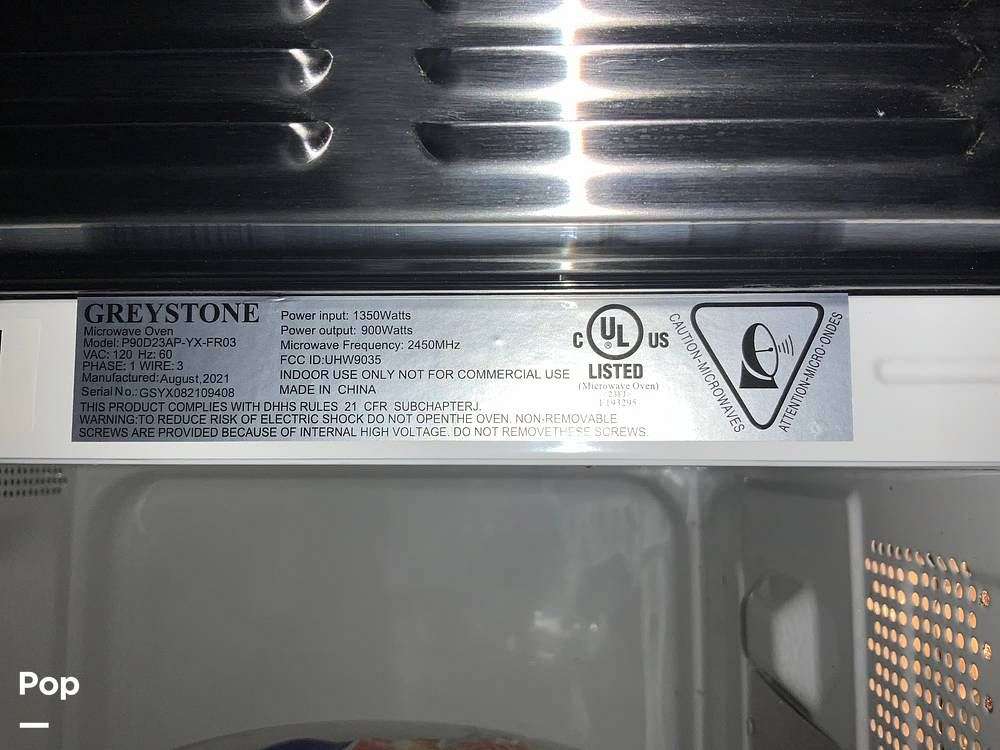 GREYSTONE
Microwave Oven
Model: P90D23AP-YX-FR03
VAC: 120 Hz: 60
PHASE: 1 WIRE: 3
Manufactured: August,2021
Serial No.: GSYX082109408
Power input: 1350Watts
Power output: 900Watts
Microwave Frequency: 2450MHz
FCC ID:UHW9035
INDOOR USE ONLY NOT FOR COMMERCIAL USE
MADE IN CHINA
THIS PRODUCT COMPLIES WITH DHHS RULES 21 CFR SUBCHAPTERJ.
WARNING:TO REDUCE RISK OF ELECTRIC SHOCK DO NOT OPENTHE OVEN. NON-REMOVABLE
SCREWS ARE PROVIDED BECAUSE OF INTERNAL HIGH VOLTAGE. DO NOT REMOVETHESE SCREWS.
C UL US
LISTED
(Microwave Oven)
E193295
CAUTION-MICROWAVES
ATTENTION-MICRO-ONDES
Pop